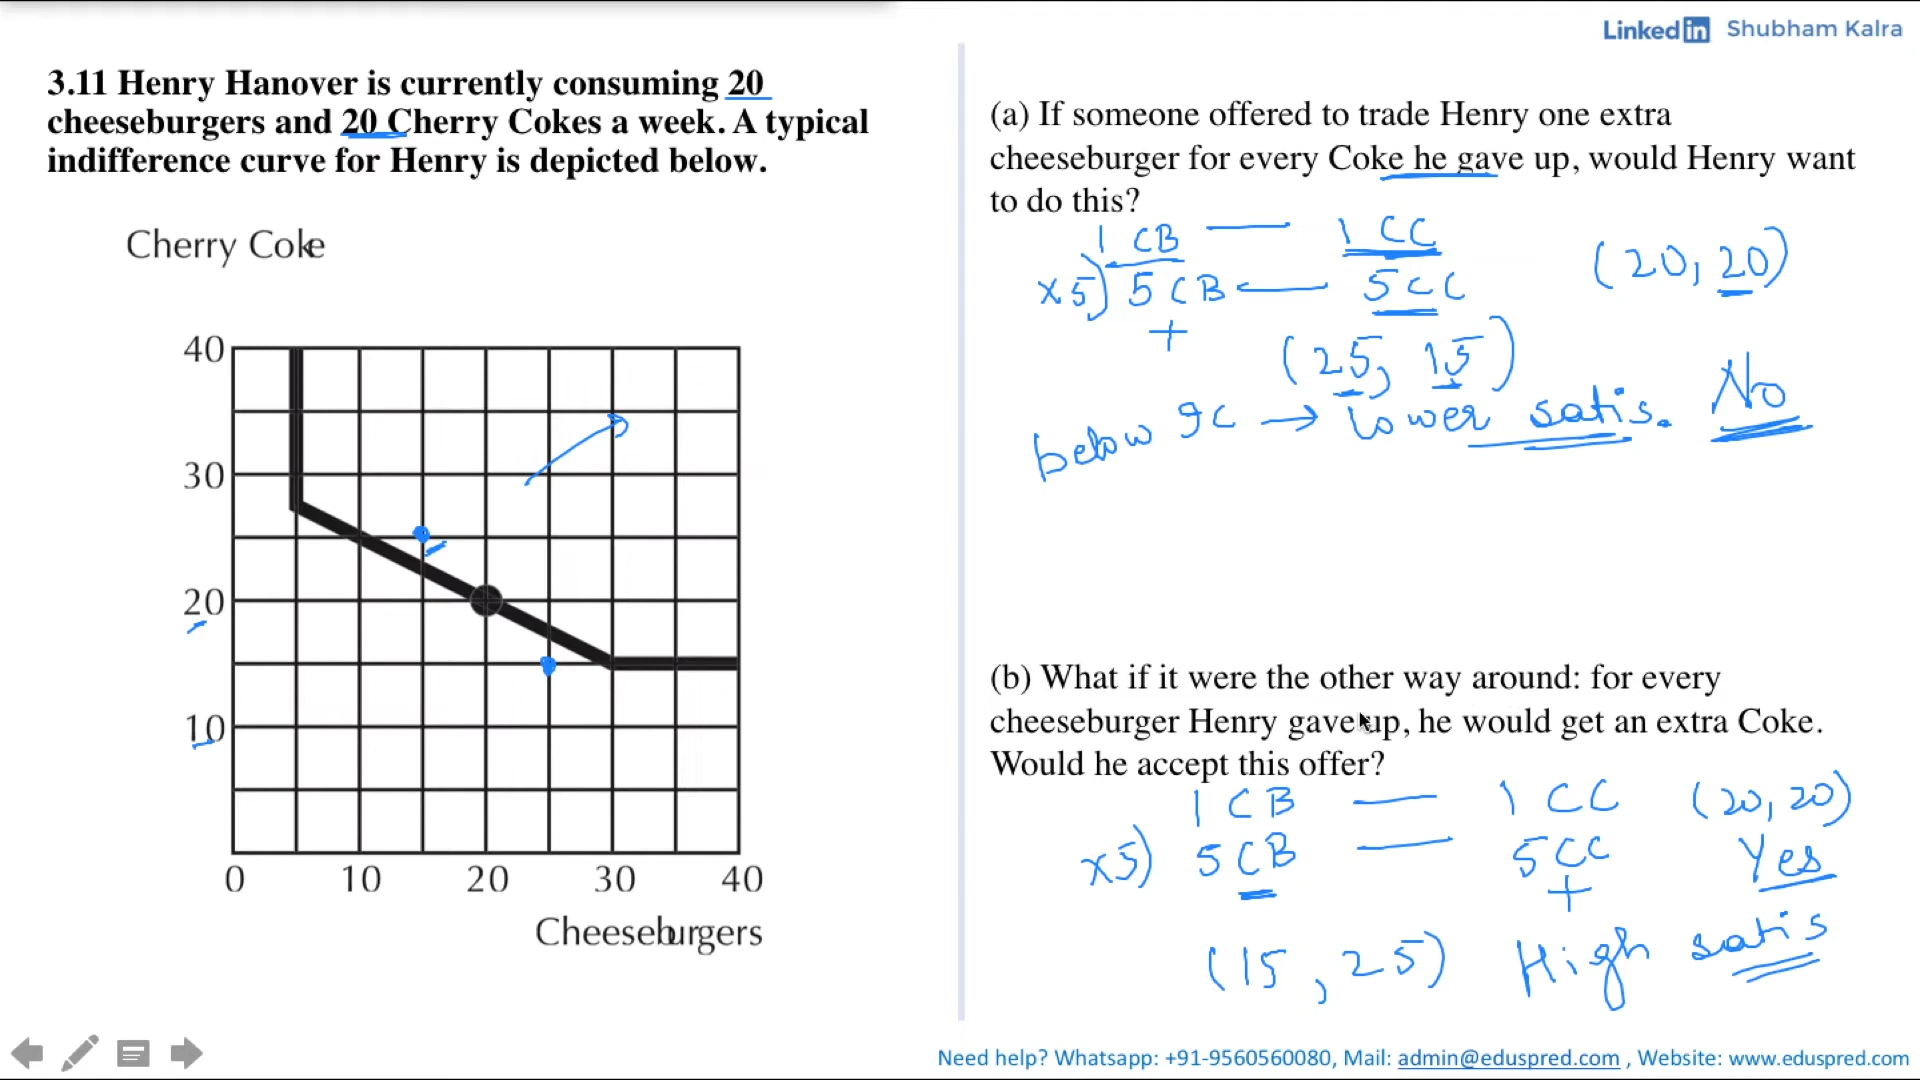 Linked in Shubham Kalra
3.11 Henry Hanover is currently consuming 20
cheeseburgers and 20 Cherry Cokes a week. A typical
indifference curve for Henry is depicted below.
Cherry Coke
40
30
20
10
0 10 20 30 40
Cheeseburgers
(a) If someone offered to trade Henry one extra
cheeseburger for every Coke he gave up, would Henry want
to do this?
1 CB — 1 CC
(20, 20)
x5) 5 CB — 5 CC
+
(25, 15)
No
below IC → lower satis.
(b) What if it were the other way around: for every
cheeseburger Henry gave up, he would get an extra Coke.
Would he accept this offer?
1 CB — 1 CC (20, 20)
x5) 5 CB — 5 CC Yes
+
(15, 25) High satis
Need help? Whatsapp: +91-9560560080, Mail: admin@eduspred.com , Website: www.eduspred.com